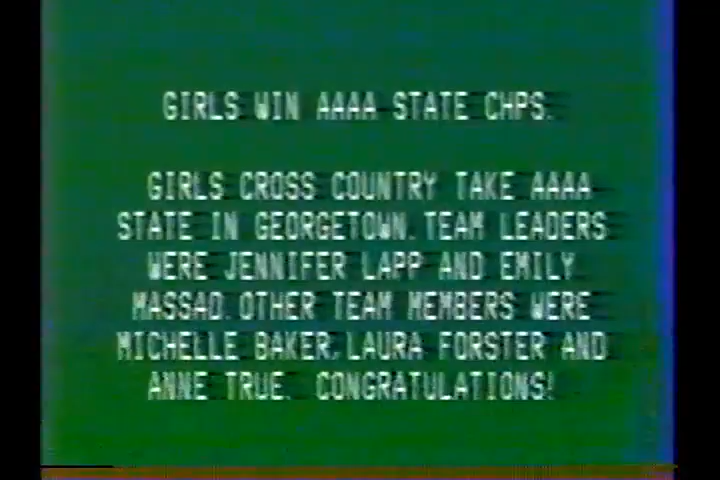 GIRLS WIN AAAA STATE CHPS.
GIRLS CROSS COUNTRY TAKE AAAA
STATE IN GEORGETOWN. TEAM LEADERS
WERE JENNIFER LAPP AND EMILY
MASSAD. OTHER TEAM MEMBERS WERE
MICHELLE BAKER, LAURA FORSTER AND
ANNE TRUE. CONGRATULATIONS!